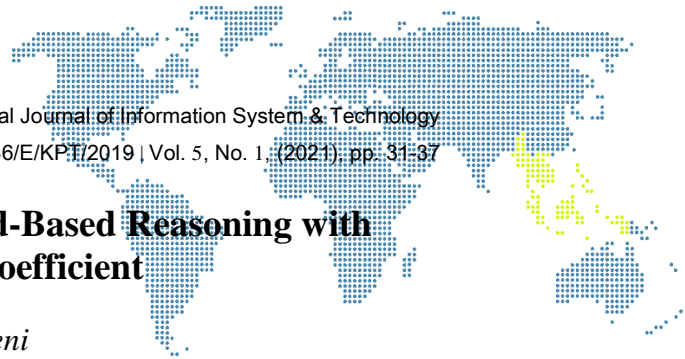 al Journal of Information System & Technology
6/E/KPT/2019 | Vol. 5, No. 1, (2021), pp. 31-37
d-Based Reasoning with
oefficient
eni